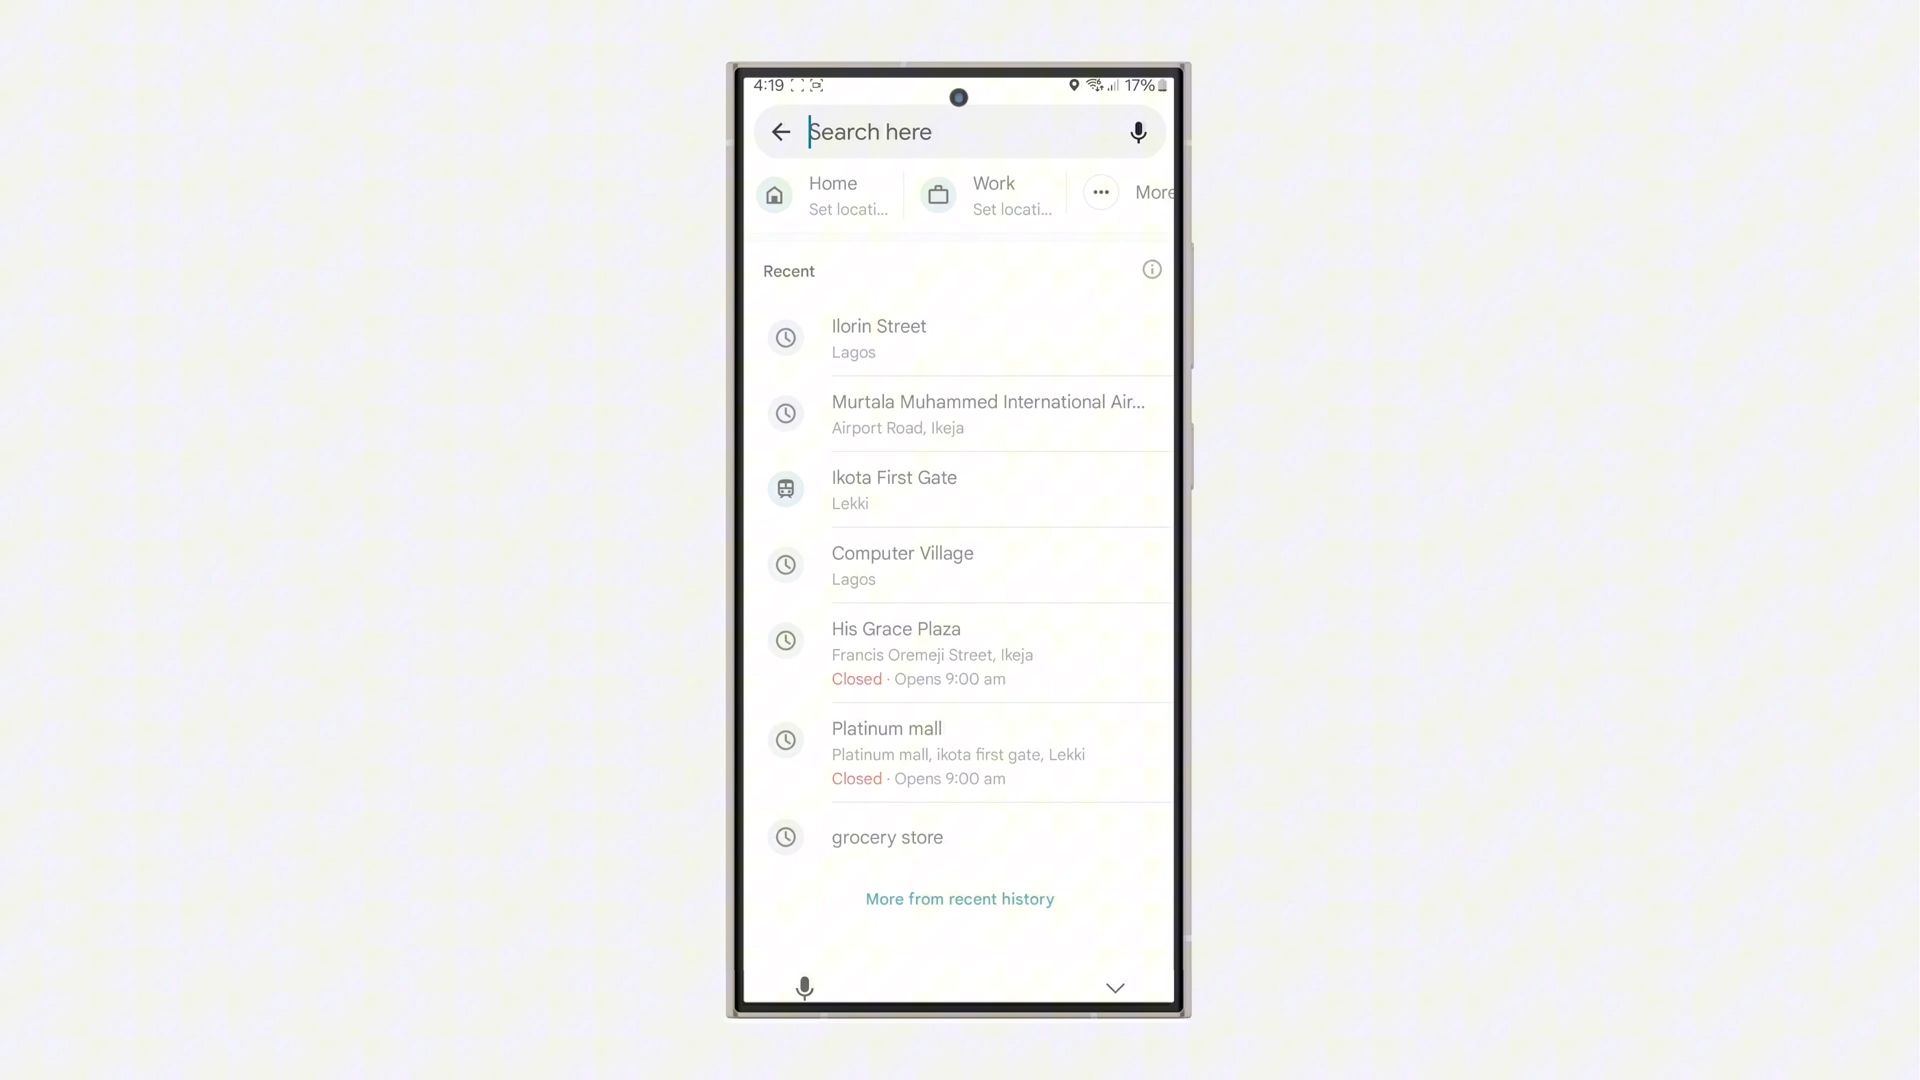 4:19
17%
Search here
Home
Set locati...
Work
Set locati...
More
Recent
Ilorin Street
Lagos
Murtala Muhammed International Air...
Airport Road, Ikeja
Ikota First Gate
Lekki
Computer Village
Lagos
His Grace Plaza
Francis Oremeji Street, Ikeja
Closed · Opens 9:00 am
Platinum mall
Platinum mall, ikota first gate, Lekki
Closed · Opens 9:00 am
grocery store
More from recent history